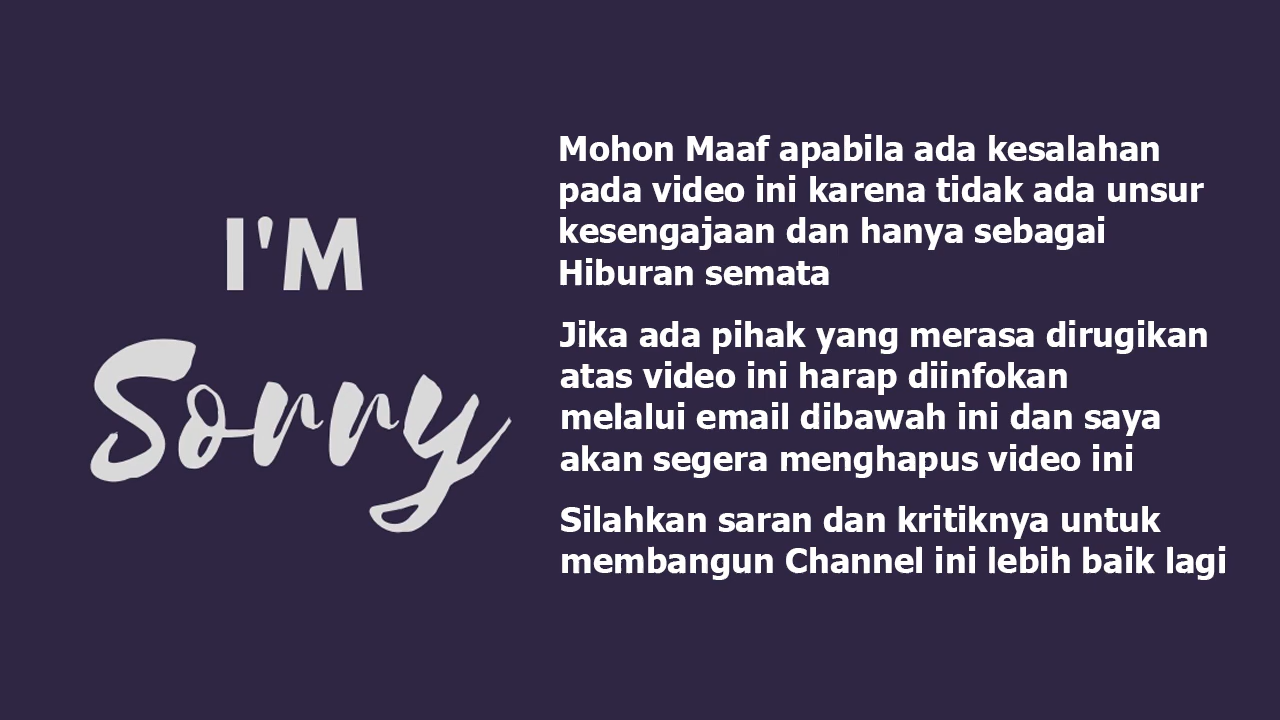 I'M
Sorry
Mohon Maaf apabila ada kesalahan
pada video ini karena tidak ada unsur
kesengajaan dan hanya sebagai
Hiburan semata
Jika ada pihak yang merasa dirugikan
atas video ini harap diinfokan
melalui email dibawah ini dan saya
akan segera menghapus video ini
Silahkan saran dan kritiknya untuk
membangun Channel ini lebih baik lagi